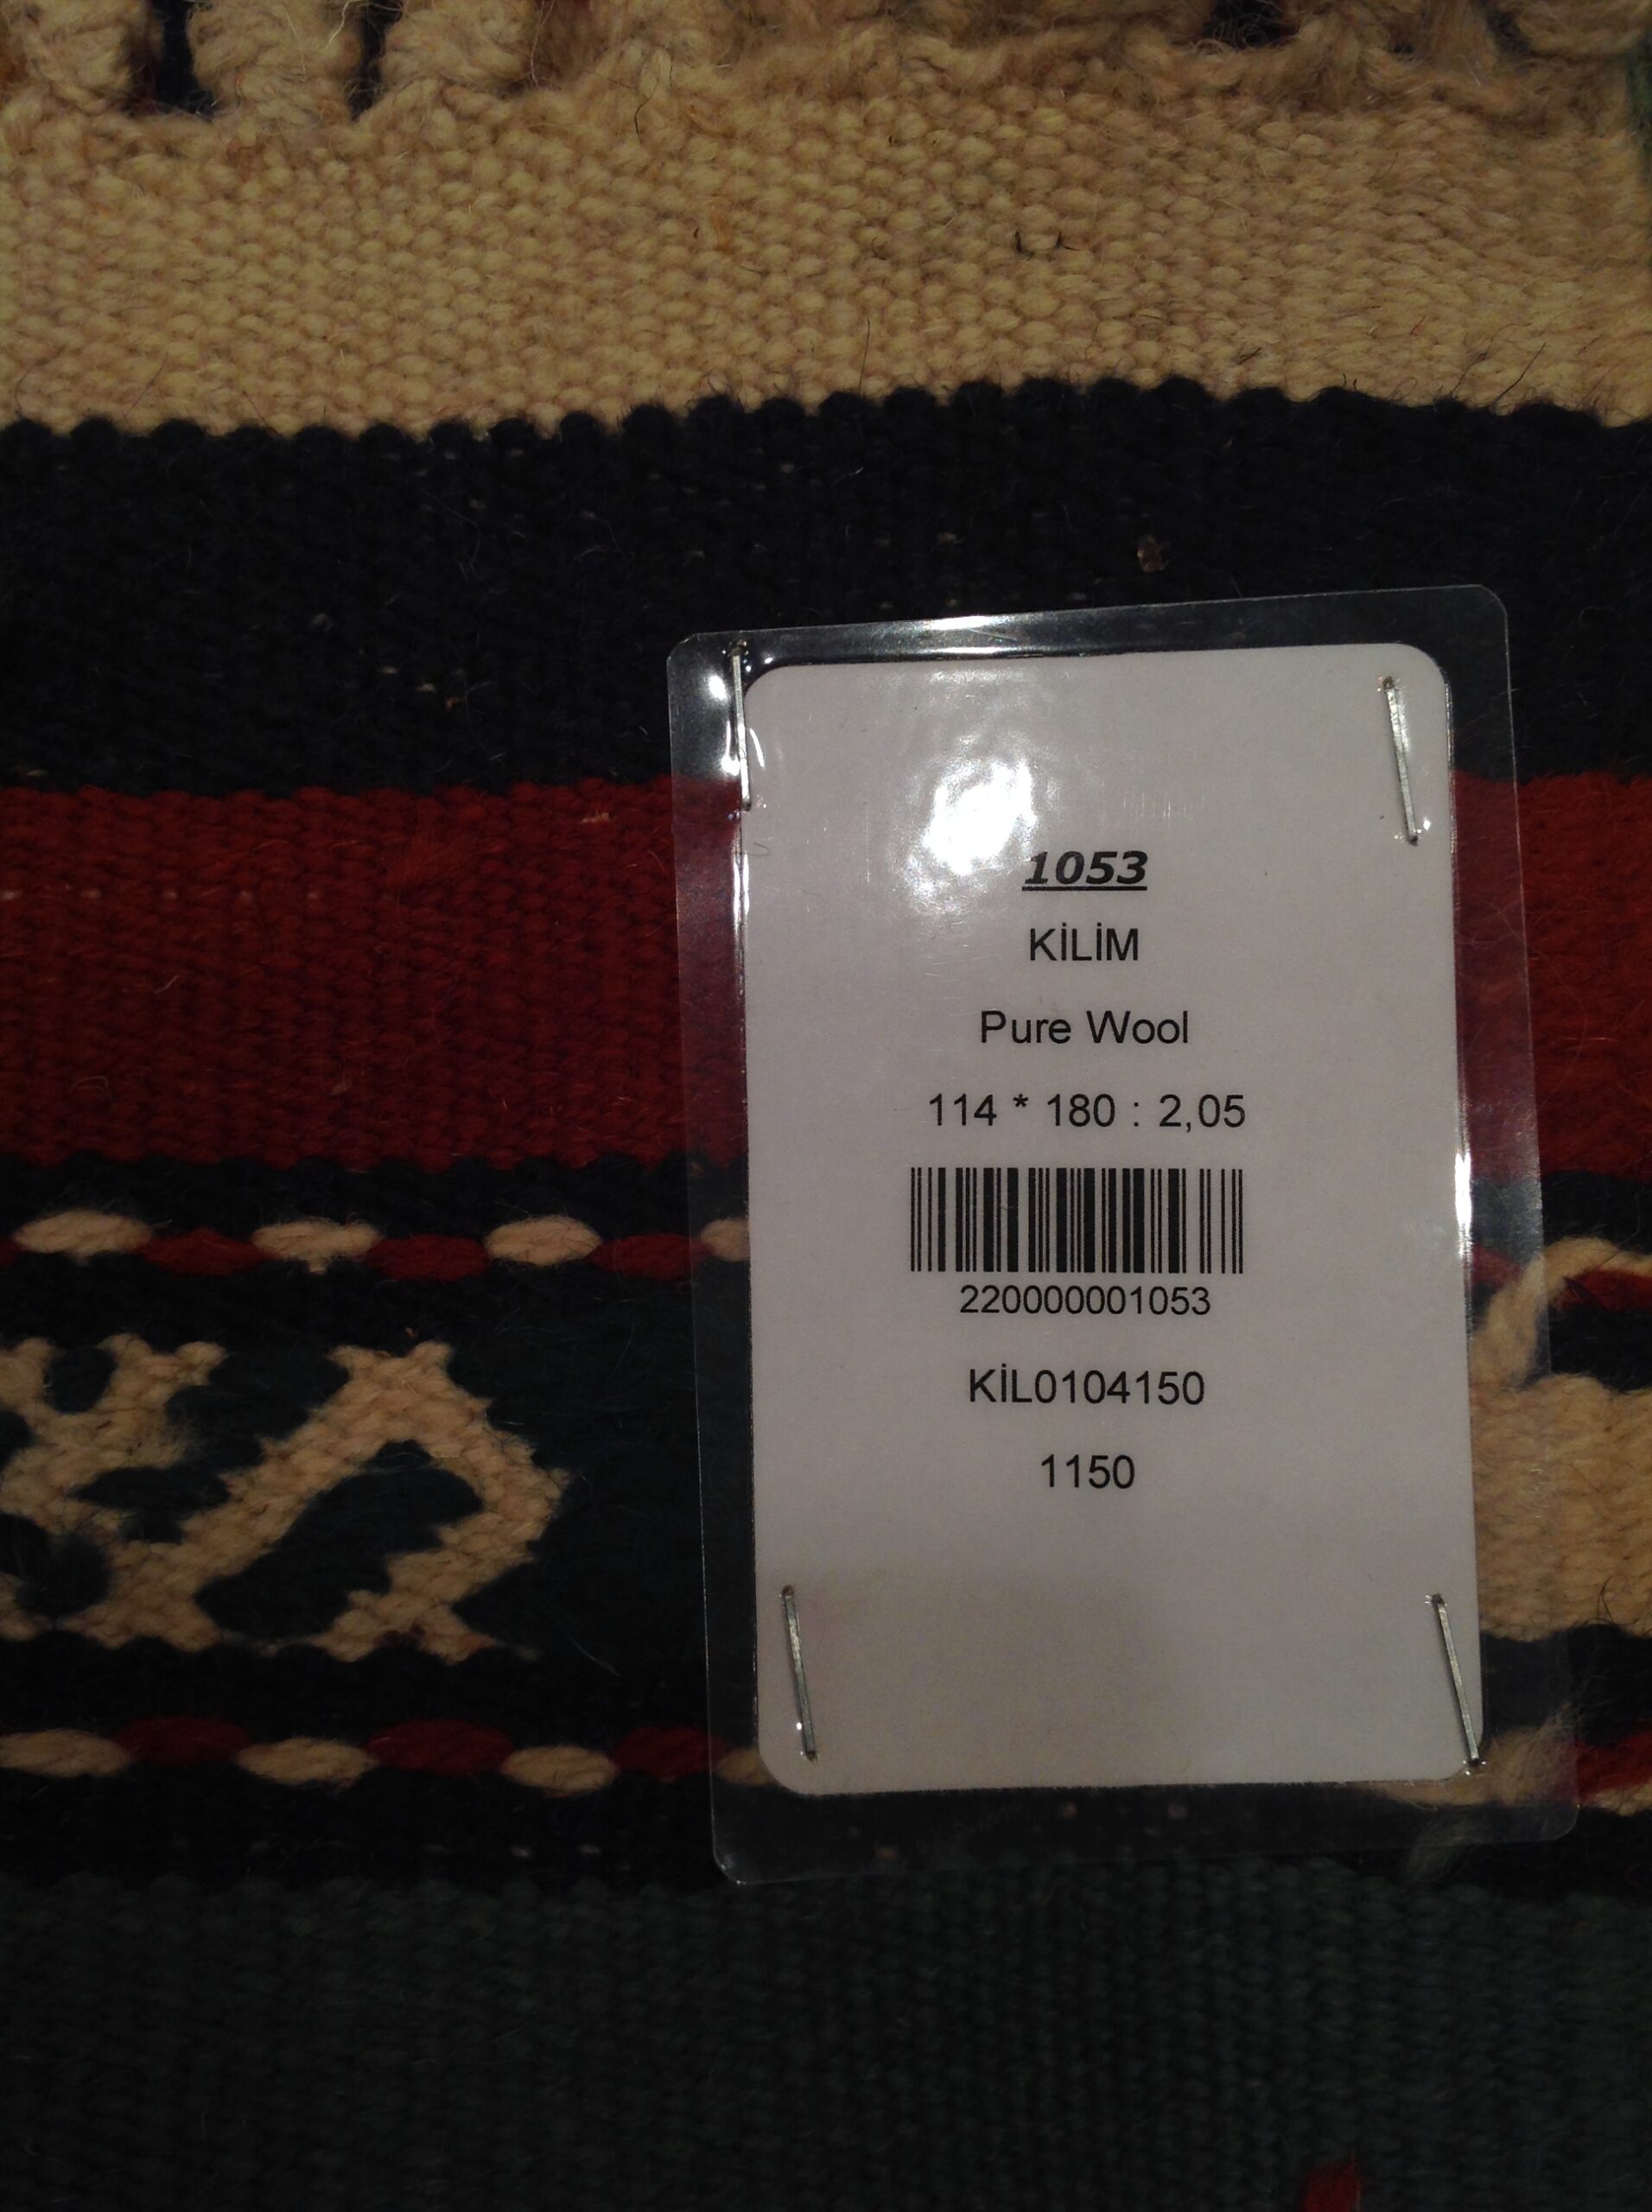 1053
KİLİM
Pure Wool
114 * 180 : 2,05
220000001053
KİL0104150
1150